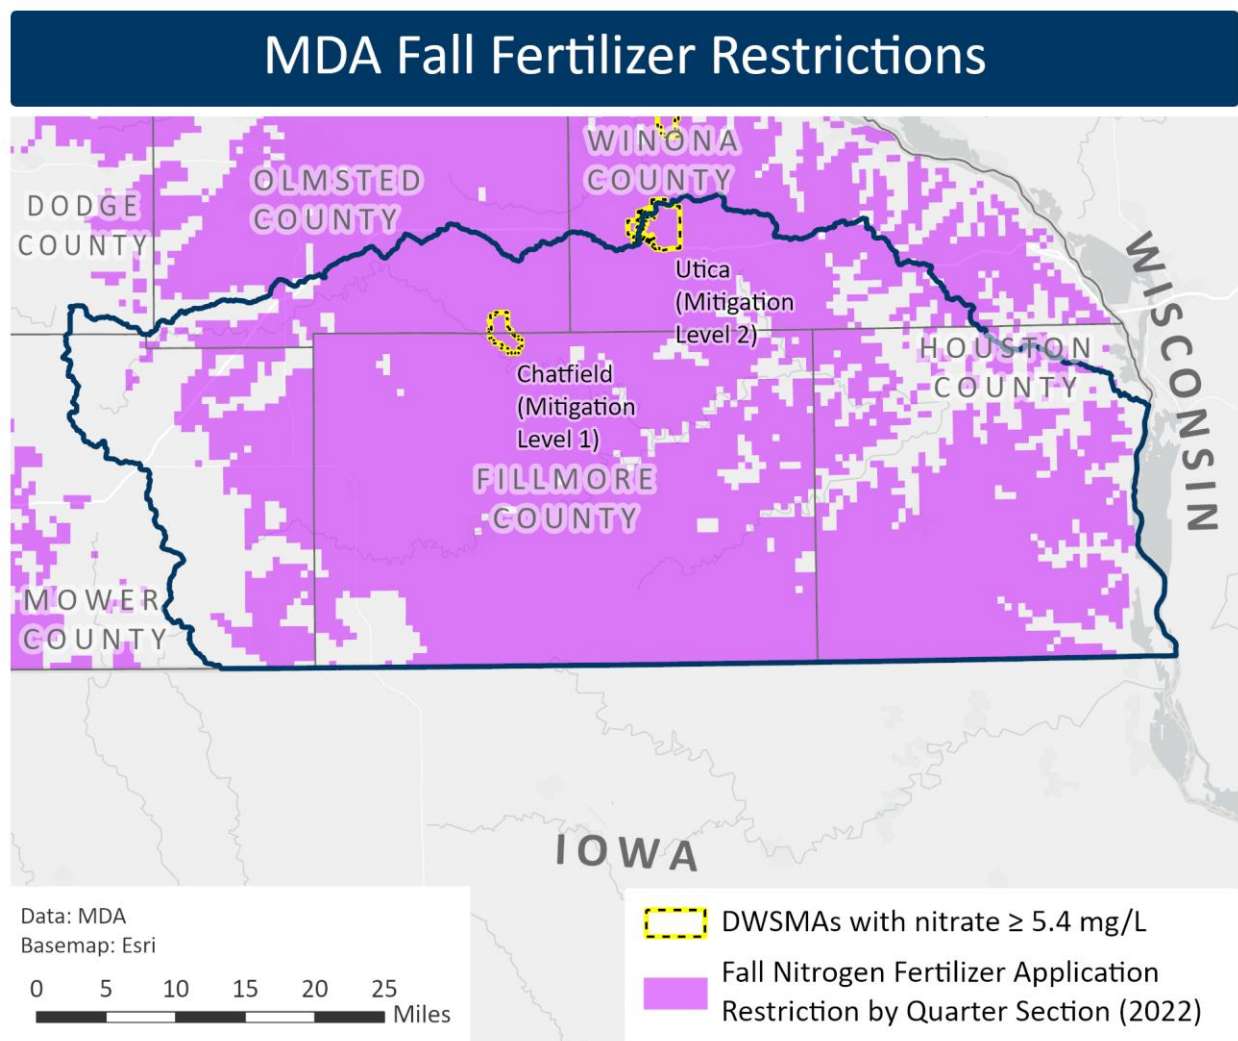 MDA Fall Fertilizer Restrictions
WINONA
COUNTY
OLMSTED
COUNTY
DODGE
COUNTY
WISCONSIN
Utica
(Mitigation
Level 2)
HOUSTON
COUNTY
Chatfield
(Mitigation
Level 1)
FILLMORE
COUNTY
MOWER
COUNTY
IOWA
Data: MDA
Basemap: Esri
0 5 10 15 20 25
Miles
DWSMAs with nitrate ≥ 5.4 mg/L
Fall Nitrogen Fertilizer Application
Restriction by Quarter Section (2022)